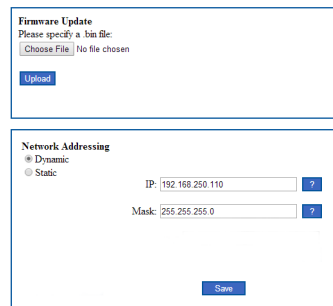 Firmware Update
Please specify a .bin file:
Choose File No file chosen
Upload
Network Addressing
Dynamic
Static
IP: 192.168.250.110 ?
Mask: 255.255.255.0 ?
Save